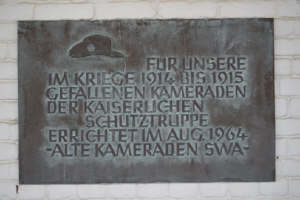 FÜR UNSERE
IM KRIEGE 1914 BIS 1915
GEFALLENEN KAMERADEN
DER KAISERLICHEN
SCHUTZTRUPPE
ERRICHTET IM AUG. 1964
-ALTE KAMERADEN SWA-